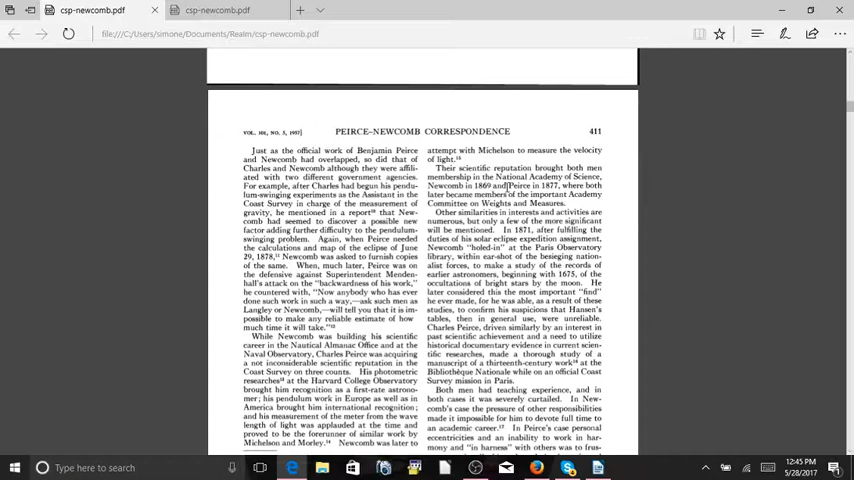 csp-newcomb.pdf
csp-newcomb.pdf
file:///C:/Users/simone/Documents/Realm/csp-newcomb.pdf
VOL. 101, NO. 5, 1957]
PEIRCE-NEWCOMB CORRESPONDENCE
411
Just as the official work of Benjamin Peirce
and Newcomb had overlapped, so did that of
Charles and Newcomb although they were affili-
ated with two different government agencies.
For example, after Charles had begun his pendu-
lum-swinging experiments as the Assistant in the
Coast Survey in charge of the measurement of
gravity, he mentioned in a report¹⁰ that New-
comb had seemed to discover a possible new
factor adding further difficulty to the pendulum-
swinging problem. Again, when Peirce needed
the calculations and map of the eclipse of June
29, 1878,¹¹ Newcomb was asked to furnish copies
of the same. When, much later, Peirce was on
the defensive against Superintendent Menden-
hall's attack on the "backwardness of his work,"
he countered with, "Now anybody who has ever
done such work in such a way,—ask such men as
Langley or Newcomb,—will tell you that it is im-
possible to make any reliable estimate of how
much time it will take."¹²
While Newcomb was building his scientific
career in the Nautical Almanac Office and at the
Naval Observatory, Charles Peirce was acquiring
a not inconsiderable scientific reputation in the
Coast Survey on three counts. His photometric
researches¹³ at the Harvard College Observatory
brought him recognition as a first-rate astrono-
mer; his pendulum work in Europe as well as in
America brought him international recognition;
and his measurement of the meter from the wave
length of light was applauded at the time and
proved to be the forerunner of similar work by
Michelson and Morley.¹⁴ Newcomb was later to
attempt with Michelson to measure the velocity
of light.¹⁵
Their scientific reputation brought both men
membership in the National Academy of Science,
Newcomb in 1869 and Peirce in 1877, where both
later became members of the important Academy
Committee on Weights and Measures.
Other similarities in interests and activities are
numerous, but only a few of the more significant
will be mentioned. In 1871, after fulfilling the
duties of his solar eclipse expedition assignment,
Newcomb "holed-in" at the Paris Observatory
library, within ear-shot of the besieging nation-
alist forces, to make a study of the records of
earlier astronomers, beginning with 1675, of the
occultations of bright stars by the moon. He
later considered this the most important "find"
he ever made, for he was able, as a result of these
studies, to confirm his suspicions that Hansen's
tables, then in general use, were unreliable.
Charles Peirce, driven similarly by an interest in
past scientific achievement and a need to utilize
historical documentary evidence in current scien-
tific researches, made a thorough study of a
manuscript of a thirteenth-century work¹⁶ at the
Bibliothèque Nationale while on an official Coast
Survey mission in Paris.
Both men had teaching experience, and in
both cases it was severely curtailed. In New-
comb's case the pressure of other responsibilities
made it impossible for him to devote full time to
an academic career.¹⁷ In Peirce's case personal
eccentricities and an inability to work in har-
mony and "in harness" with others was to (frus-
Type here to search
12:45 PM
5/28/2017